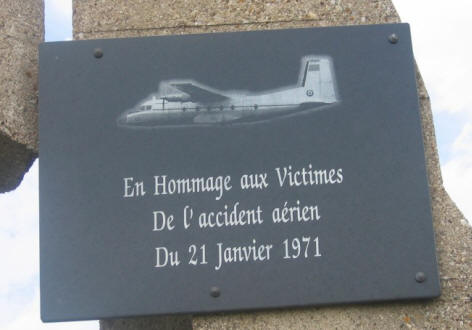 En Hommage aux Victimes
De l'accident aérien
Du 21 Janvier 1971